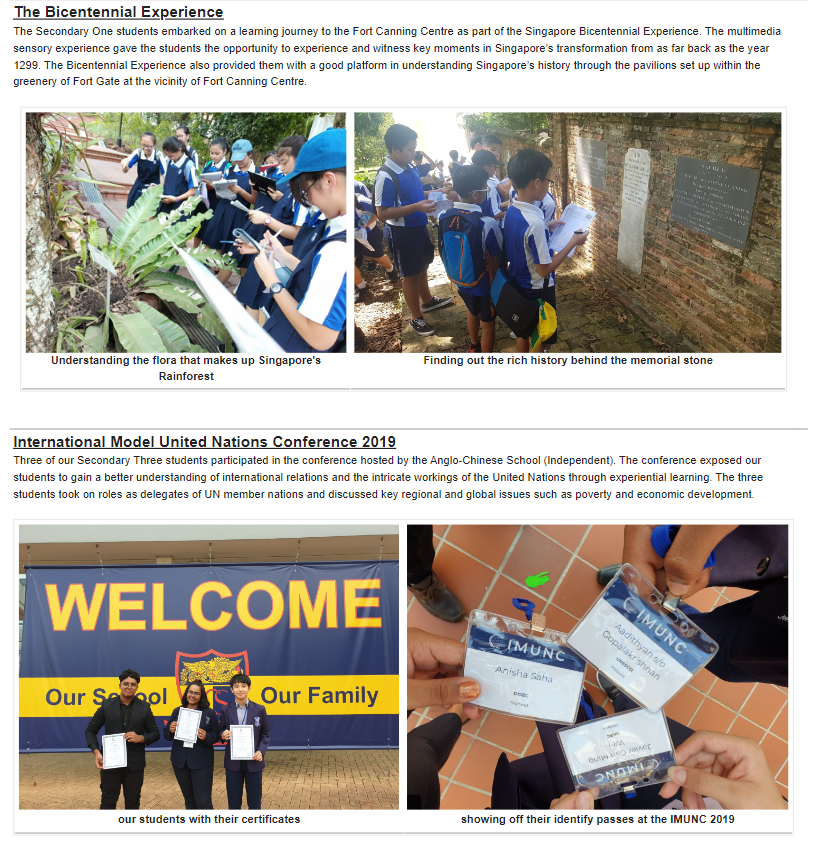 The Bicentennial Experience
The Secondary One students embarked on a learning journey to the Fort Canning Centre as part of the Singapore Bicentennial Experience. The multimedia
sensory experience gave the students the opportunity to experience and witness key moments in Singapore's transformation from as far back as the year
1299. The Bicentennial Experience also provided them with a good platform in understanding Singapore's history through the pavilions set up within the
greenery of Fort Gate at the vicinity of Fort Canning Centre.
Understanding the flora that makes up Singapore's
Rainforest
Finding out the rich history behind the memorial stone
International Model United Nations Conference 2019
Three of our Secondary Three students participated in the conference hosted by the Anglo-Chinese School (Independent). The conference exposed our
students to gain a better understanding of international relations and the intricate workings of the United Nations through experiential learning. The three
students took on roles as delegates of UN member nations and discussed key regional and global issues such as poverty and economic development.
WELCOME
Our School Our Family
IMUNC
Anisha Saha
IMUNC
Aadithyan s/o
Gopalakrishnan
IMUNC
our students with their certificates
showing off their identify passes at the IMUNC 2019